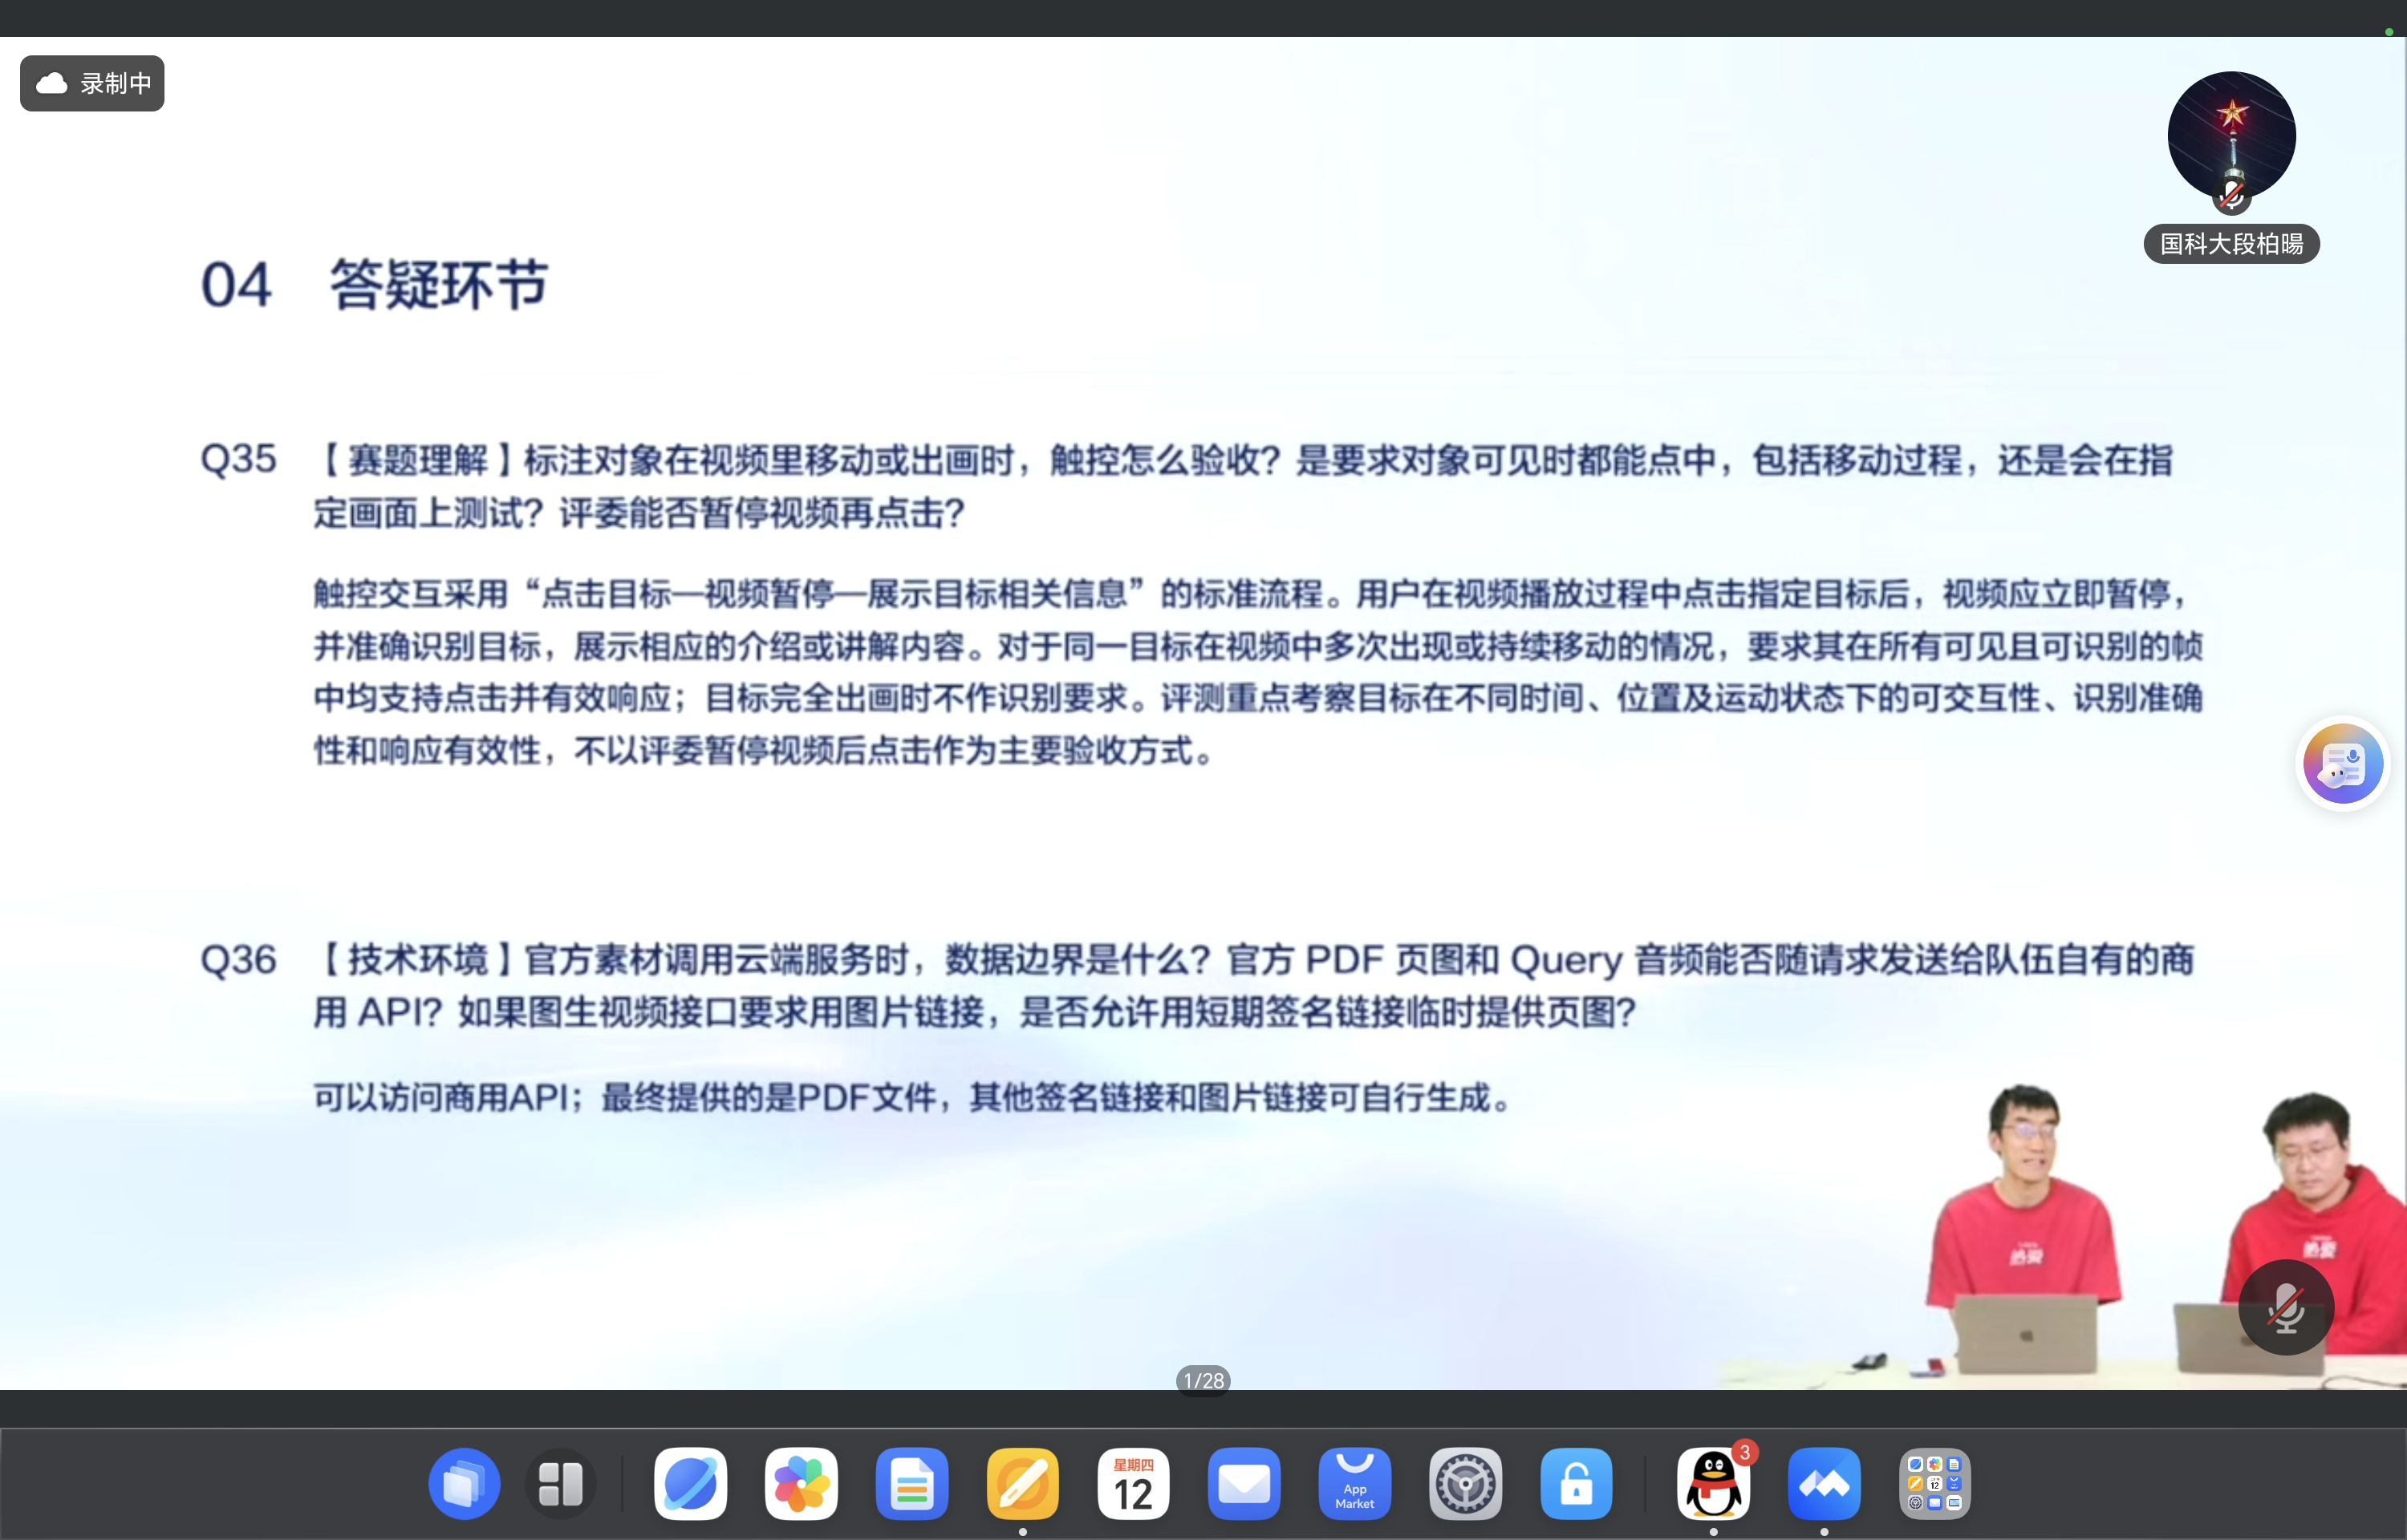 录制中
国科大段柏暘
04 答疑环节
Q35 【赛题理解】标注对象在视频里移动或出画时，触控怎么验收？是要求对象可见时都能点中，包括移动过程，还是会在指
定画面上测试？评委能否暂停视频再点击？
触控交互采用“点击目标—视频暂停—展示目标相关信息”的标准流程。用户在视频播放过程中点击指定目标后，视频应立即暂停，
并准确识别目标，展示相应的介绍或讲解内容。对于同一目标在视频中多次出现或持续移动的情况，要求其在所有可见且可识别的帧
中均支持点击并有效响应；目标完全出画时不作识别要求。评测重点考察目标在不同时间、位置及运动状态下的可交互性、识别准确
性和响应有效性，不以评委暂停视频后点击作为主要验收方式。
Q36 【技术环境】官方素材调用云端服务时，数据边界是什么？官方 PDF 页图和 Query 音频能否随请求发送给队伍自有的商
用 API？如果图生视频接口要求用图片链接，是否允许用短期签名链接临时提供页图？
可以访问商用API；最终提供的是PDF文件，其他签名链接和图片链接可自行生成。
热爱
热爱
1/28
星期四
12
App
Market
3
12